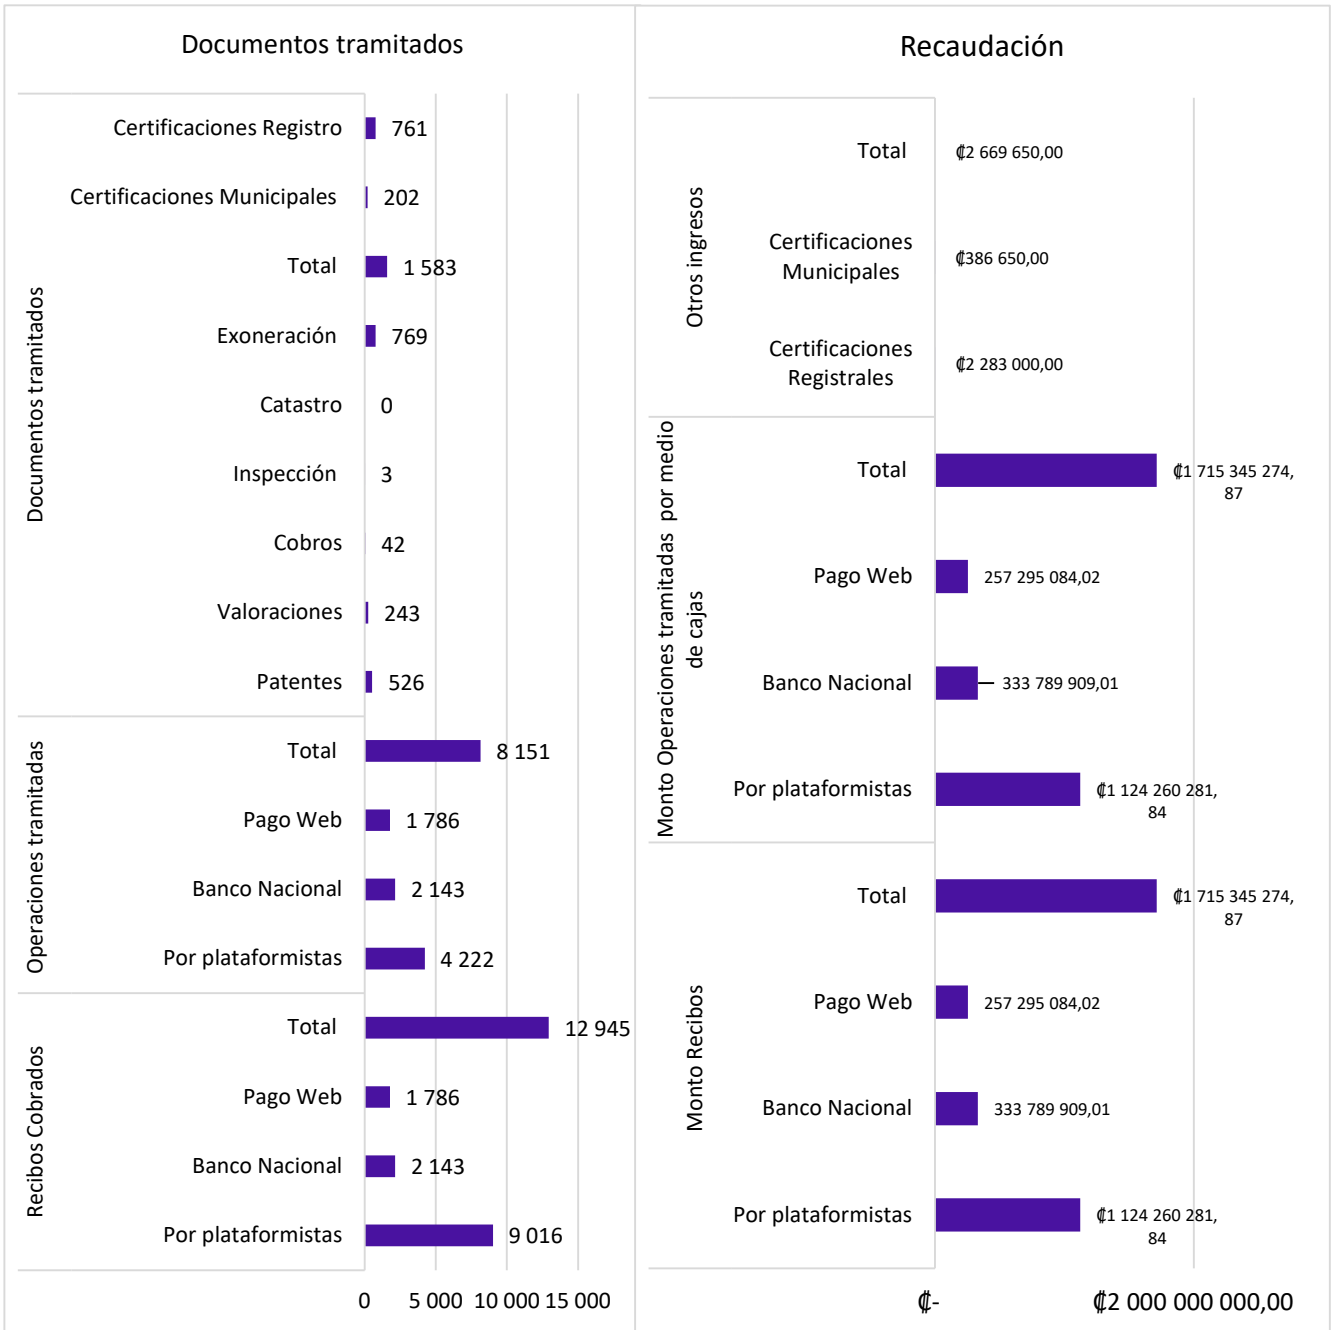 Documentos tramitados
Documentos tramitados
Certificaciones Registro 761
Certificaciones Municipales 202
Total 1 583
Exoneración 769
Catastro 0
Inspección 3
Cobros 42
Valoraciones 243
Patentes 526
Operaciones tramitadas
Total 8 151
Pago Web 1 786
Banco Nacional 2 143
Por plataformistas 4 222
Recibos Cobrados
Total 12 945
Pago Web 1 786
Banco Nacional 2 143
Por plataformistas 9 016
0 5 000 10 000 15 000
Recaudación
Otros ingresos
Total ₡2 669 650,00
Certificaciones
Municipales
₡386 650,00
Certificaciones
Registrales
₡2 283 000,00
Monto Operaciones tramitadas por medio
de cajas
Total ₡1 715 345 274,
87
Pago Web 257 295 084,02
Banco Nacional 333 789 909,01
Por plataformistas ₡1 124 260 281,
84
Monto Recibos
Total ₡1 715 345 274,
87
Pago Web 257 295 084,02
Banco Nacional 333 789 909,01
Por plataformistas ₡1 124 260 281,
84
₡- ₡2 000 000 000,00